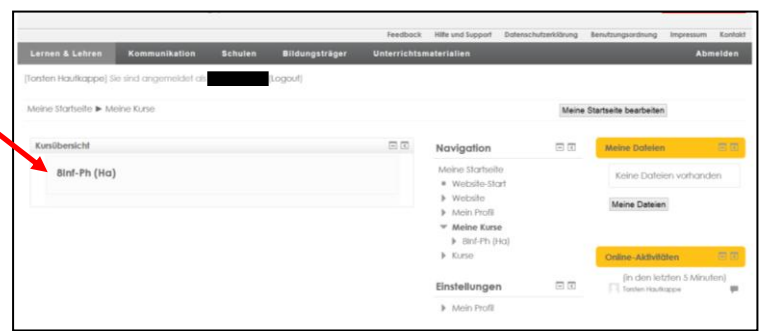 Feedback Hilfe und Support Datenschutzerklärung Benutzungsordnung Impressum Kontakt
Lernen & Lehren Kommunikation Schulen Bildungsträger Unterrichtsmaterialien Abmelden
[Torsten Hautkappe] Sie sind angemeldet als Logout]
Meine Startseite ► Meine Kurse Meine Startseite bearbeiten
Kursübersicht
8Inf-Ph (Ha)
Navigation
Meine Startseite
Website-Start
Website
Mein Profil
Meine Kurse
8Inf-Ph (Ha)
Kurse
Einstellungen
Mein Profil
Meine Dateien
Keine Dateien vorhanden
Meine Dateien
Online-Aktivitäten
(in den letzten 5 Minuten)
Torsten Hautkappe